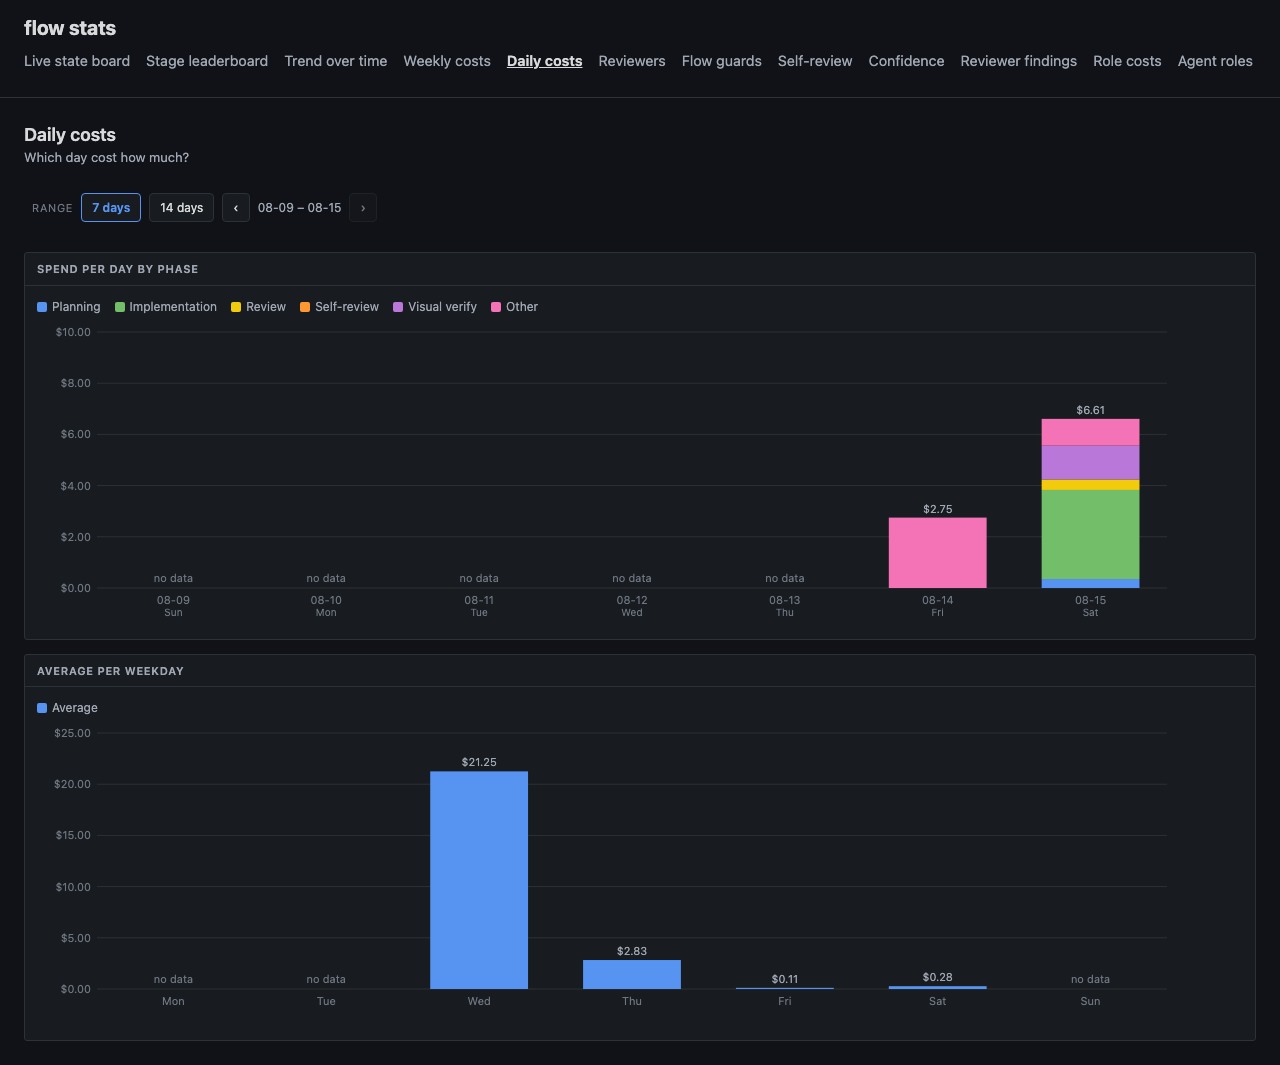 flow stats
Live state board Stage leaderboard Trend over time Weekly costs Daily costs Reviewers Flow guards Self-review Confidence Reviewer findings Role costs Agent roles
Daily costs
Which day cost how much?
RANGE 7 days 14 days ‹ 08-09 – 08-15 ›
SPEND PER DAY BY PHASE
Planning Implementation Review Self-review Visual verify Other
$10.00
$8.00
$6.61
$6.00
$4.00
$2.75
$2.00
no data no data no data no data no data
$0.00
08-09 08-10 08-11 08-12 08-13 08-14 08-15
Sun Mon Tue Wed Thu Fri Sat
AVERAGE PER WEEKDAY
Average
$25.00
$21.25
$20.00
$15.00
$10.00
$5.00
$2.83
no data no data $0.11 $0.28 no data
$0.00
Mon Tue Wed Thu Fri Sat Sun